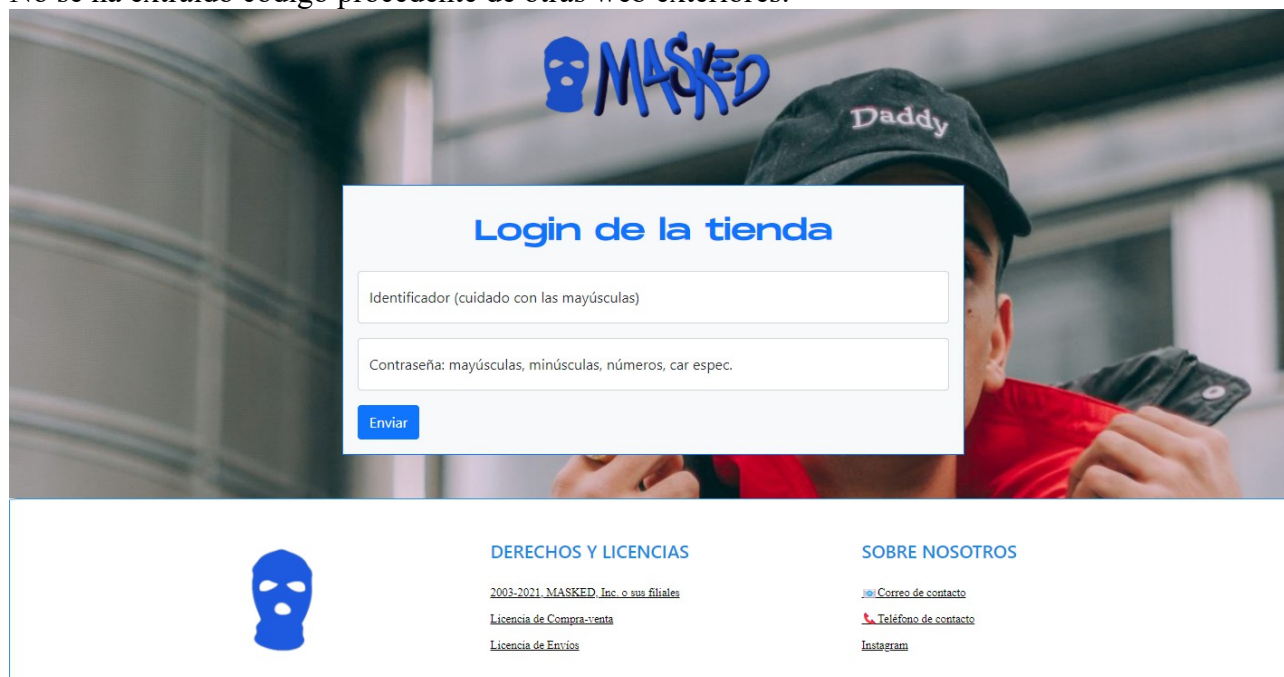 No se ha extraído código procedente de otras web exteriores.
MASKED
Daddy
Login de la tienda
Identificador (cuidado con las mayúsculas)
Contraseña: mayúsculas, minúsculas, números, car espec.
Enviar
DERECHOS Y LICENCIAS
2003-2021, MASKED, Inc. o sus filiales
Licencia de Compra-venta
Licencia de Envíos
SOBRE NOSOTROS
📧 Correo de contacto
📞 Teléfono de contacto
Instagram